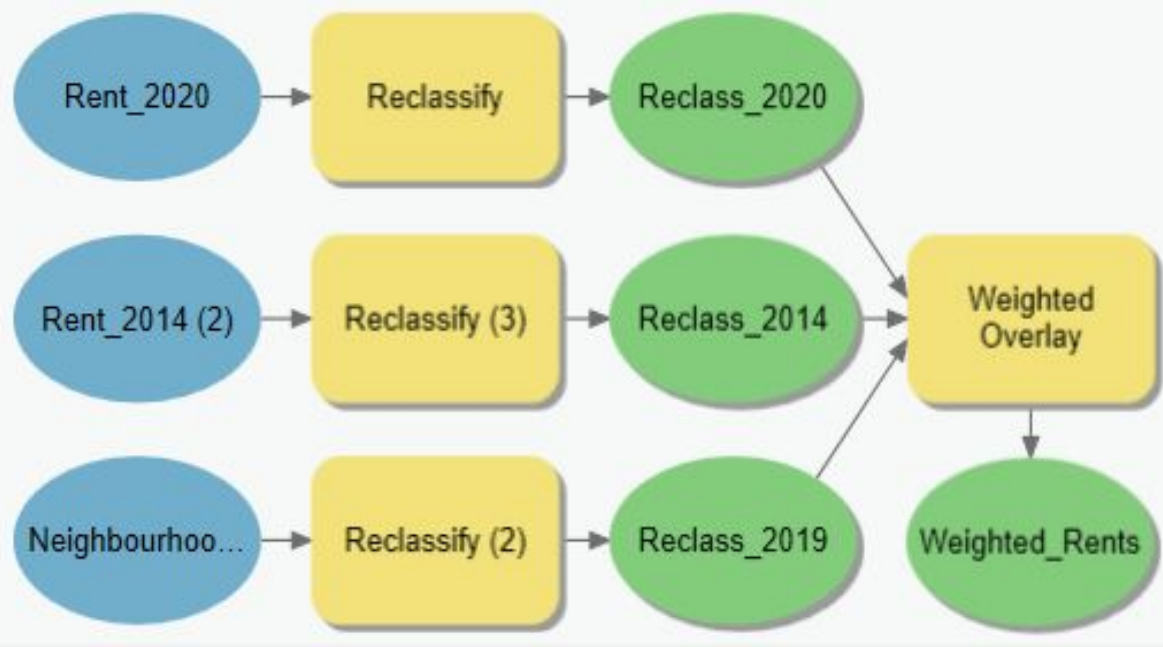 Rent_2020
Reclassify
Reclass_2020
Rent_2014 (2)
Reclassify (3)
Reclass_2014
Weighted
Overlay
Neighbourhoo...
Reclassify (2)
Reclass_2019
Weighted_Rents